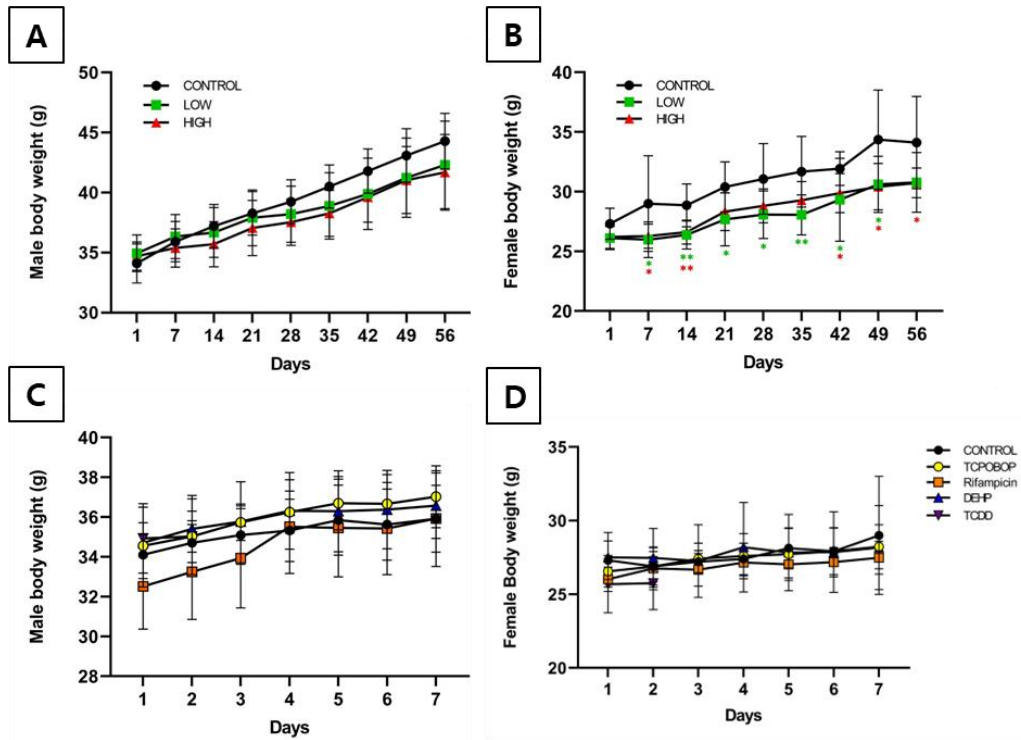 A
Male body weight (g)
50
45
40
35
30
CONTROL
LOW
HIGH
1 7 14 21 28 35 42 49 56
Days
B
Female body weight (g)
40
35
30
25
20
CONTROL
LOW
HIGH
* ** * * ** * * *
* ** * *
1 7 14 21 28 35 42 49 56
Days
C
Male body weight (g)
40
38
36
34
32
30
28
1 2 3 4 5 6 7
Days
D
Female Body weight (g)
35
30
25
20
CONTROL
TCPOBOP
Rifampicin
DEHP
TCDD
1 2 3 4 5 6 7
Days